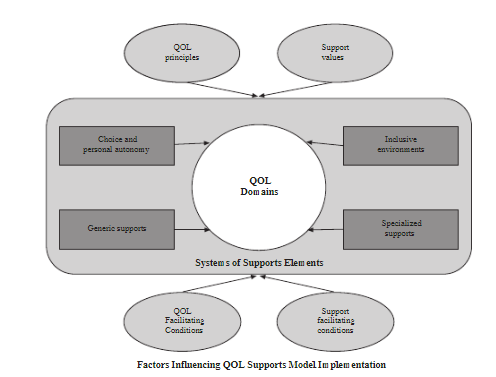 QOL
principles
Support
values
Choice and
personal autonomy
Inclusive
environments
QOL
Domains
Generic supports
Specialized
supports
Systems of Supports Elements
QOL
Facilitating
Conditions
Support
facilitating
conditions
Factors Influencing QOL Supports Model Implementation